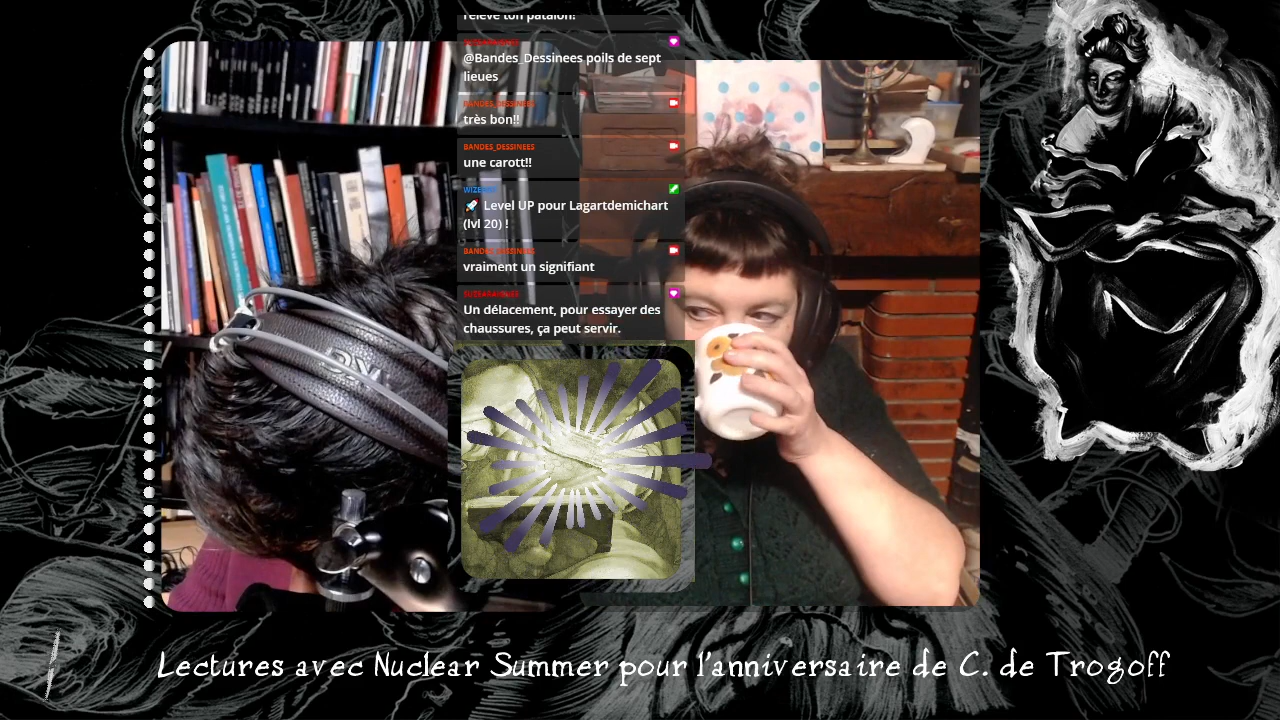 relève ton patalon!
@Bandes_Dessinees poils de sept
lieues
BANDES_DESSINEES
très bon!!
BANDES_DESSINEES
une carott!!
🚀 Level UP pour Lagartdemichart
(lvl 20) !
BANDES_DESSINEES
vraiment un signifiant
Un délacement, pour essayer des
chaussures, ça peut servir.
Lectures avec Nuclear Summer pour l'anniversaire de C. de Trogoff